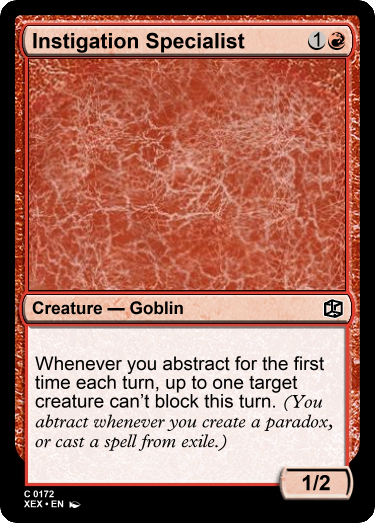 Instigation Specialist 1
Creature — Goblin
Whenever you abstract for the first
time each turn, up to one target
creature can't block this turn. (You
abtract whenever you create a paradox,
or cast a spell from exile.)
1/2
C 0172
XEX • EN